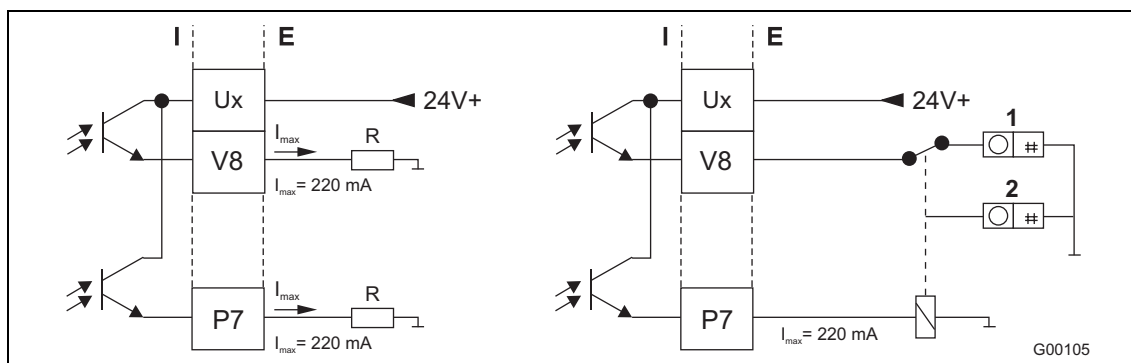 I E
Ux 24V+
V8 Imax R
Imax= 220 mA
P7 Imax R
Imax= 220 mA
I E
Ux 24V+
1
V8 #
2
#
P7 Imax= 220 mA
G00105